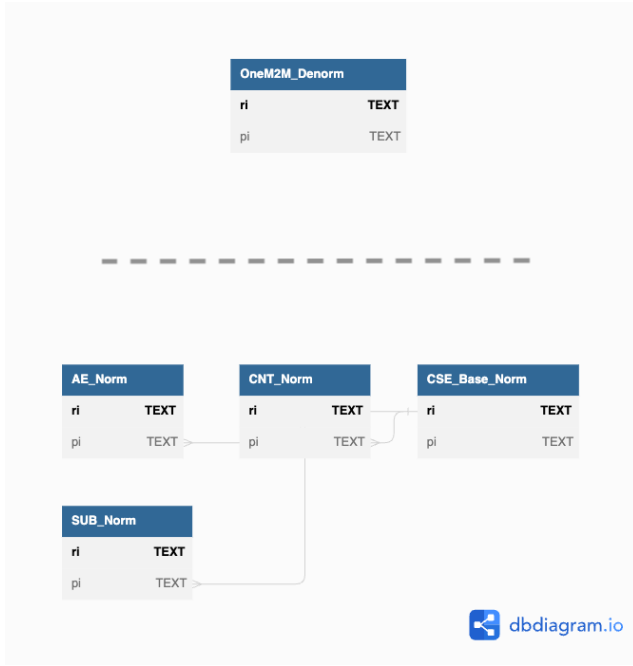 OneM2M_Denorm
ri TEXT
pi TEXT
AE_Norm CNT_Norm CSE_Base_Norm
ri TEXT ri TEXT ri TEXT
pi TEXT pi TEXT pi TEXT
SUB_Norm
ri TEXT
pi TEXT
dbdiagram.io